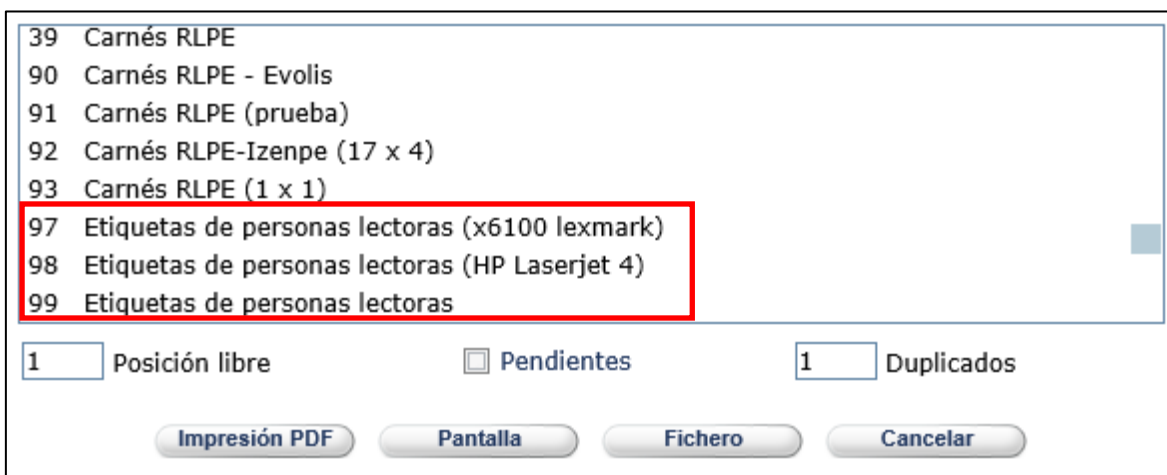 39 Carnés RLPE
90 Carnés RLPE - Evolis
91 Carnés RLPE (prueba)
92 Carnés RLPE-Izenpe (17 x 4)
93 Carnés RLPE (1 x 1)
97 Etiquetas de personas lectoras (x6100 lexmark)
98 Etiquetas de personas lectoras (HP Laserjet 4)
99 Etiquetas de personas lectoras
1 Posición libre Pendientes 1 Duplicados
Impresión PDF Pantalla Fichero Cancelar